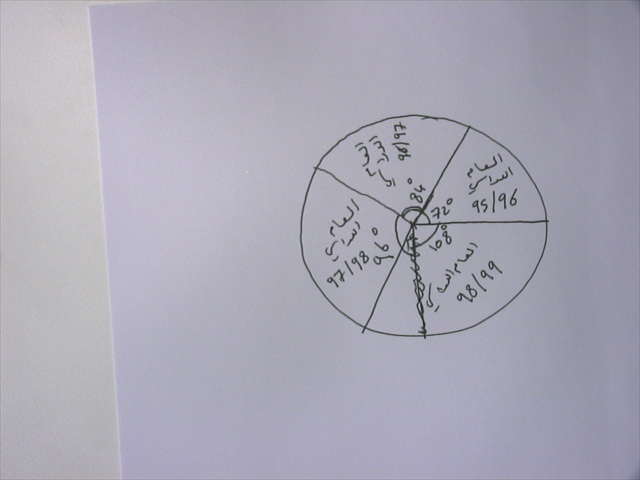 العام
الدراسي
95/96
72°
العام
الدراسي
96/97
84°
العام
الدراسي
97/98
96°
العام الدراسي
98/99
108°